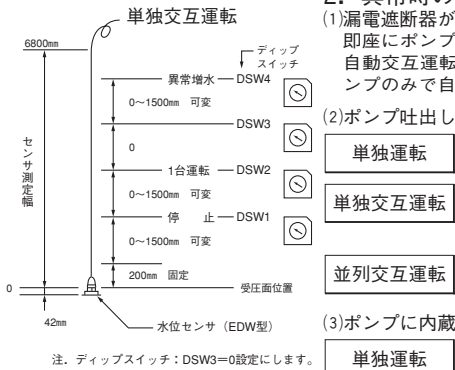 単独交互運転
6800mm
ディップ
スイッチ
異常増水
DSW4
0～1500mm 可変
DSW3
0
1台運転
DSW2
0～1500mm 可変
停 止
DSW1
0～1500mm 可変
200mm 固定
センサ測定幅
0
受圧面位置
42mm
水位センサ（EDW型）
注．ディップスイッチ：DSW3＝0設定にします。
(1)漏電遮断器が
即座にポンプ
自動交互運転
ンプのみで自
(2)ポンプ吐出し
単独運転
単独交互運転
並列交互運転
(3)ポンプに内蔵
単独運転